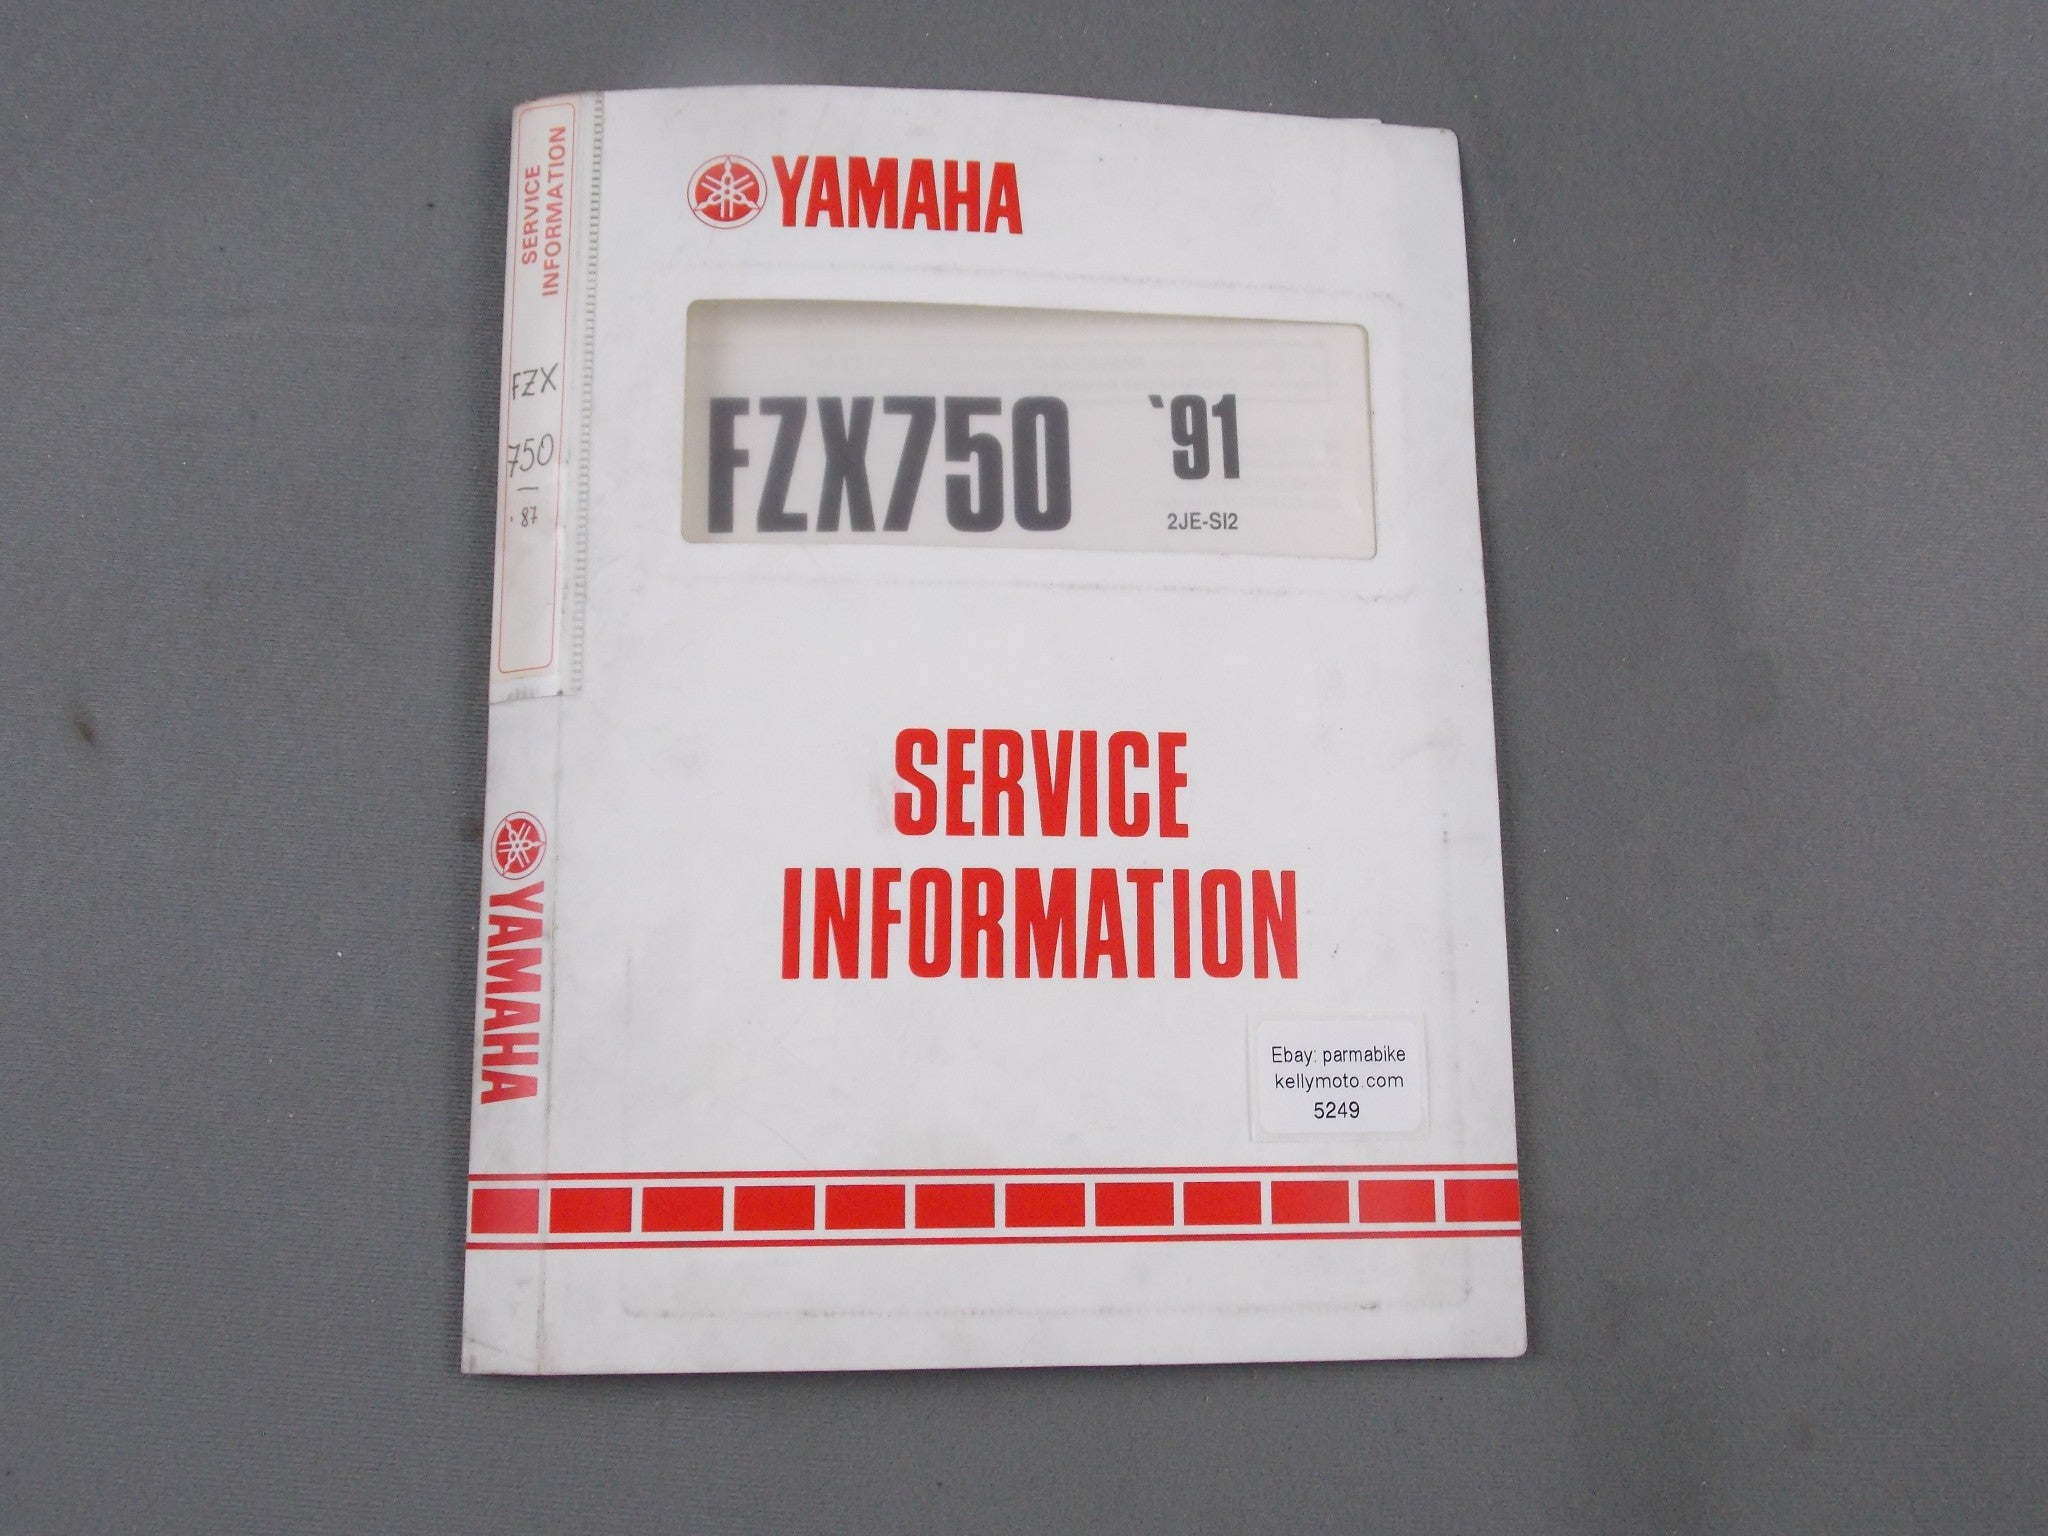 SERVICE
INFORMATION
FZX
750
-
'87
YAMAHA
YAMAHA
FZX750 '91
2JE-SI2
SERVICE
INFORMATION
Ebay: parmabike
kellymoto.com
5249